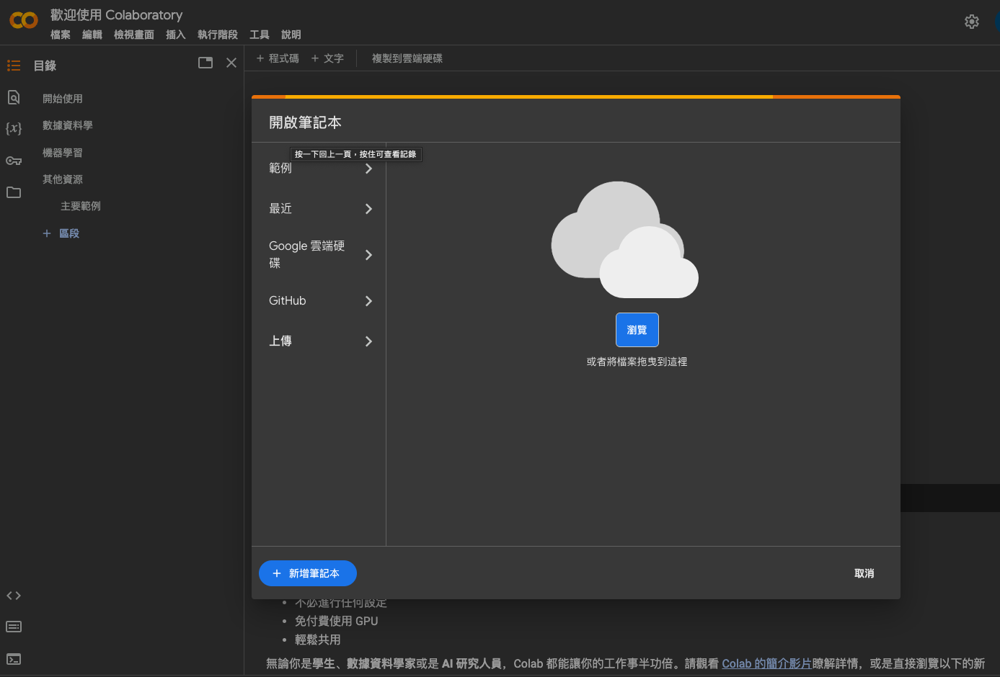 歡迎使用 Colaboratory
檔案 編輯 檢視畫面 插入 執行階段 工具 說明
目錄
開始使用
數據資料學
機器學習
其他資源
主要範例
+ 區段
+ 程式碼 + 文字 複製到雲端硬碟
開啟筆記本
按一下回上一頁，按住可查看記錄
範例
最近
Google 雲端硬
碟
GitHub
上傳
瀏覽
或者將檔案拖曳到這裡
+ 新增筆記本
取消
• 不必進行任何設定
• 免付費使用 GPU
• 輕鬆共用
無論你是學生、數據資料學家或是 AI 研究人員，Colab 都能讓你的工作事半功倍。請觀看 Colab 的簡介影片瞭解詳情，或是直接瀏覽以下的新